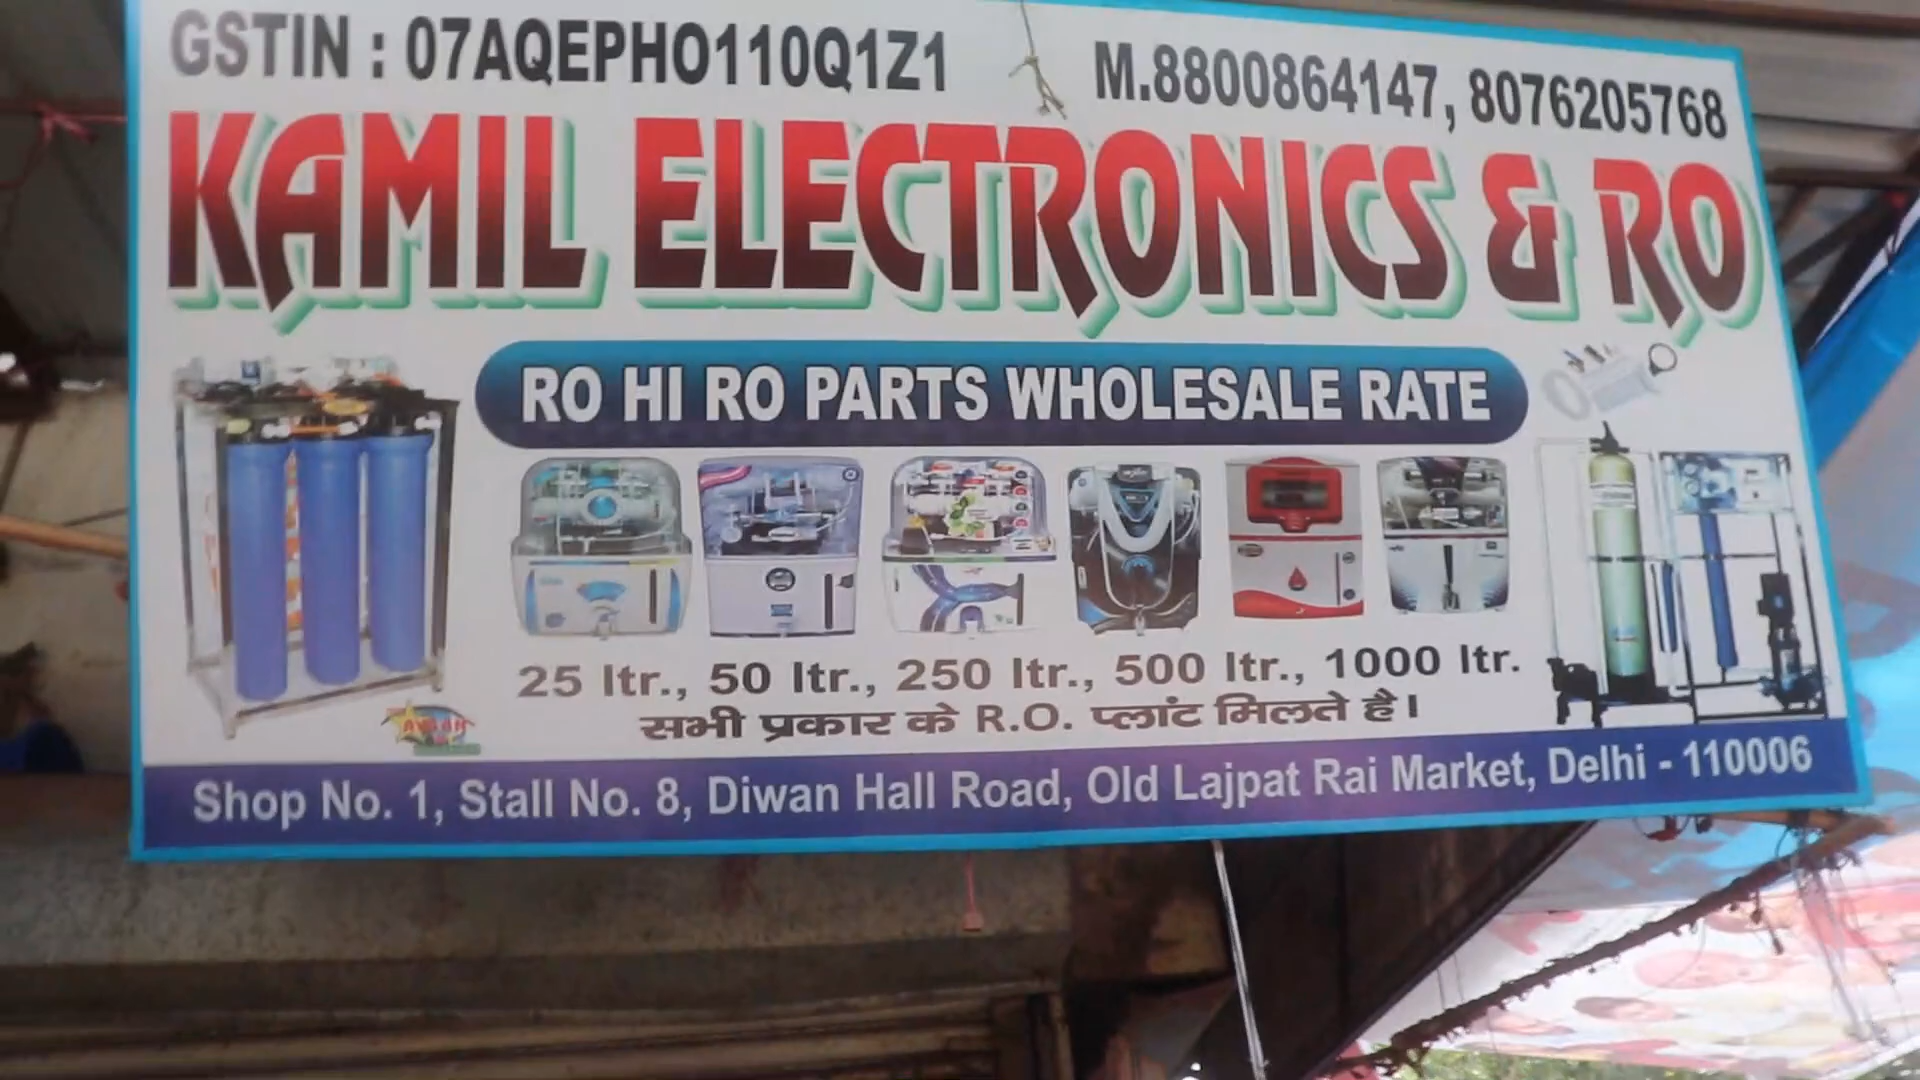 GSTIN : 07AQEPHO110Q1Z1 M.8800864147, 8076205768
KAMIL ELECTRONICS & RO
RO HI RO PARTS WHOLESALE RATE
25 ltr., 50 ltr., 250 ltr., 500 ltr., 1000 ltr.
सभी प्रकार के R.O. प्लांट मिलते है।
Shop No. 1, Stall No. 8, Diwan Hall Road, Old Lajpat Rai Market, Delhi - 110006